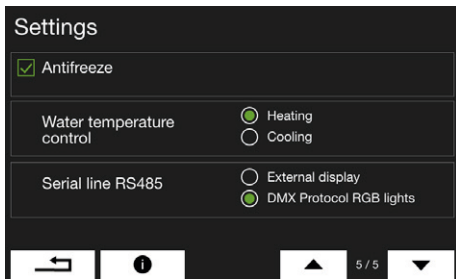 Settings
Antifreeze
Water temperature
control
Heating
Cooling
Serial line RS485
External display
DMX Protocol RGB lights
i
5/5